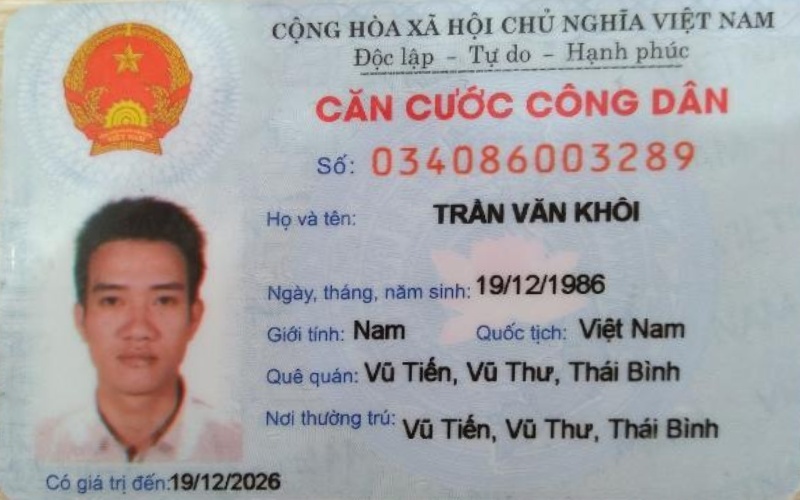 CỘNG HÒA XÃ HỘI CHỦ NGHĨA VIỆT NAM
Độc lập - Tự do - Hạnh phúc
CĂN CƯỚC CÔNG DÂN
Số: 034086003289
Họ và tên: TRẦN VĂN KHÔI
Ngày, tháng, năm sinh: 19/12/1986
Giới tính: Nam Quốc tịch: Việt Nam
Quê quán: Vũ Tiến, Vũ Thư, Thái Bình
Nơi thường trú: Vũ Tiến, Vũ Thư, Thái Bình
Có giá trị đến: 19/12/2026